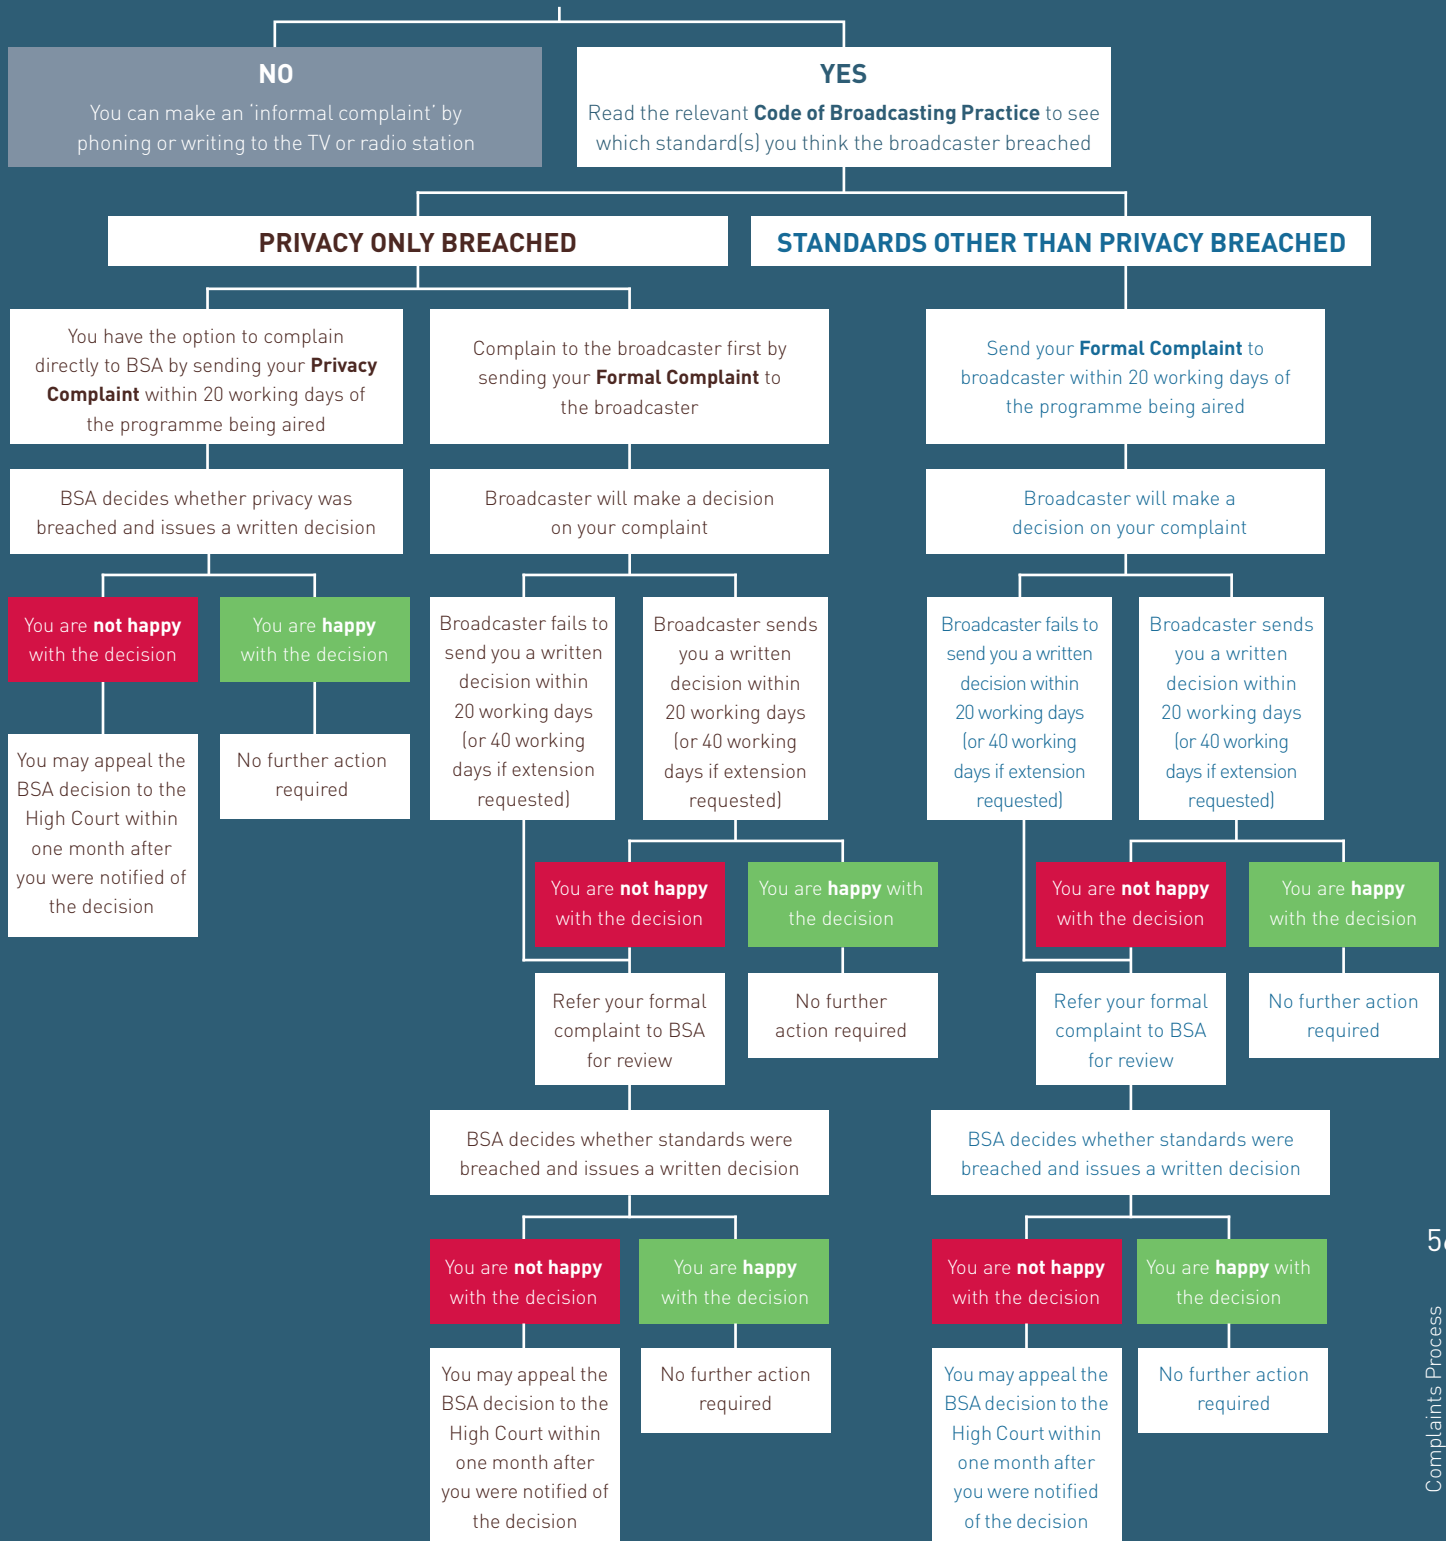 NO
You can make an 'informal complaint' by
phoning or writing to the TV or radio station
YES
Read the relevant Code of Broadcasting Practice to see
which standard(s) you think the broadcaster breached
PRIVACY ONLY BREACHED
STANDARDS OTHER THAN PRIVACY BREACHED
You have the option to complain
directly to BSA by sending your Privacy
Complaint within 20 working days of
the programme being aired
Complain to the broadcaster first by
sending your Formal Complaint to
the broadcaster
Send your Formal Complaint to
broadcaster within 20 working days of
the programme being aired
BSA decides whether privacy was
breached and issues a written decision
Broadcaster will make a decision
on your complaint
Broadcaster will make a
decision on your complaint
You are not happy
with the decision
You are happy
with the decision
Broadcaster fails to
send you a written
decision within
20 working days
(or 40 working
days if extension
requested)
Broadcaster sends
you a written
decision within
20 working days
(or 40 working
days if extension
requested)
Broadcaster fails to
send you a written
decision within
20 working days
(or 40 working
days if extension
requested)
Broadcaster sends
you a written
decision within
20 working days
(or 40 working
days if extension
requested)
You may appeal the
BSA decision to the
High Court within
one month after
you were notified of
the decision
No further action
required
You are not happy
with the decision
You are happy with
the decision
You are not happy
with the decision
You are happy
with the decision
Refer your formal
complaint to BSA
for review
No further
action required
Refer your formal
complaint to BSA
for review
No further action
required
BSA decides whether standards were
breached and issues a written decision
BSA decides whether standards were
breached and issues a written decision
You are not happy
with the decision
You are happy
with the decision
You are not happy
with the decision
You are happy with
the decision
You may appeal the
BSA decision to the
High Court within
one month after
you were notified of
the decision
No further action
required
You may appeal the
BSA decision to the
High Court within
one month after
you were notified
of the decision
No further action
required
Complaints Process